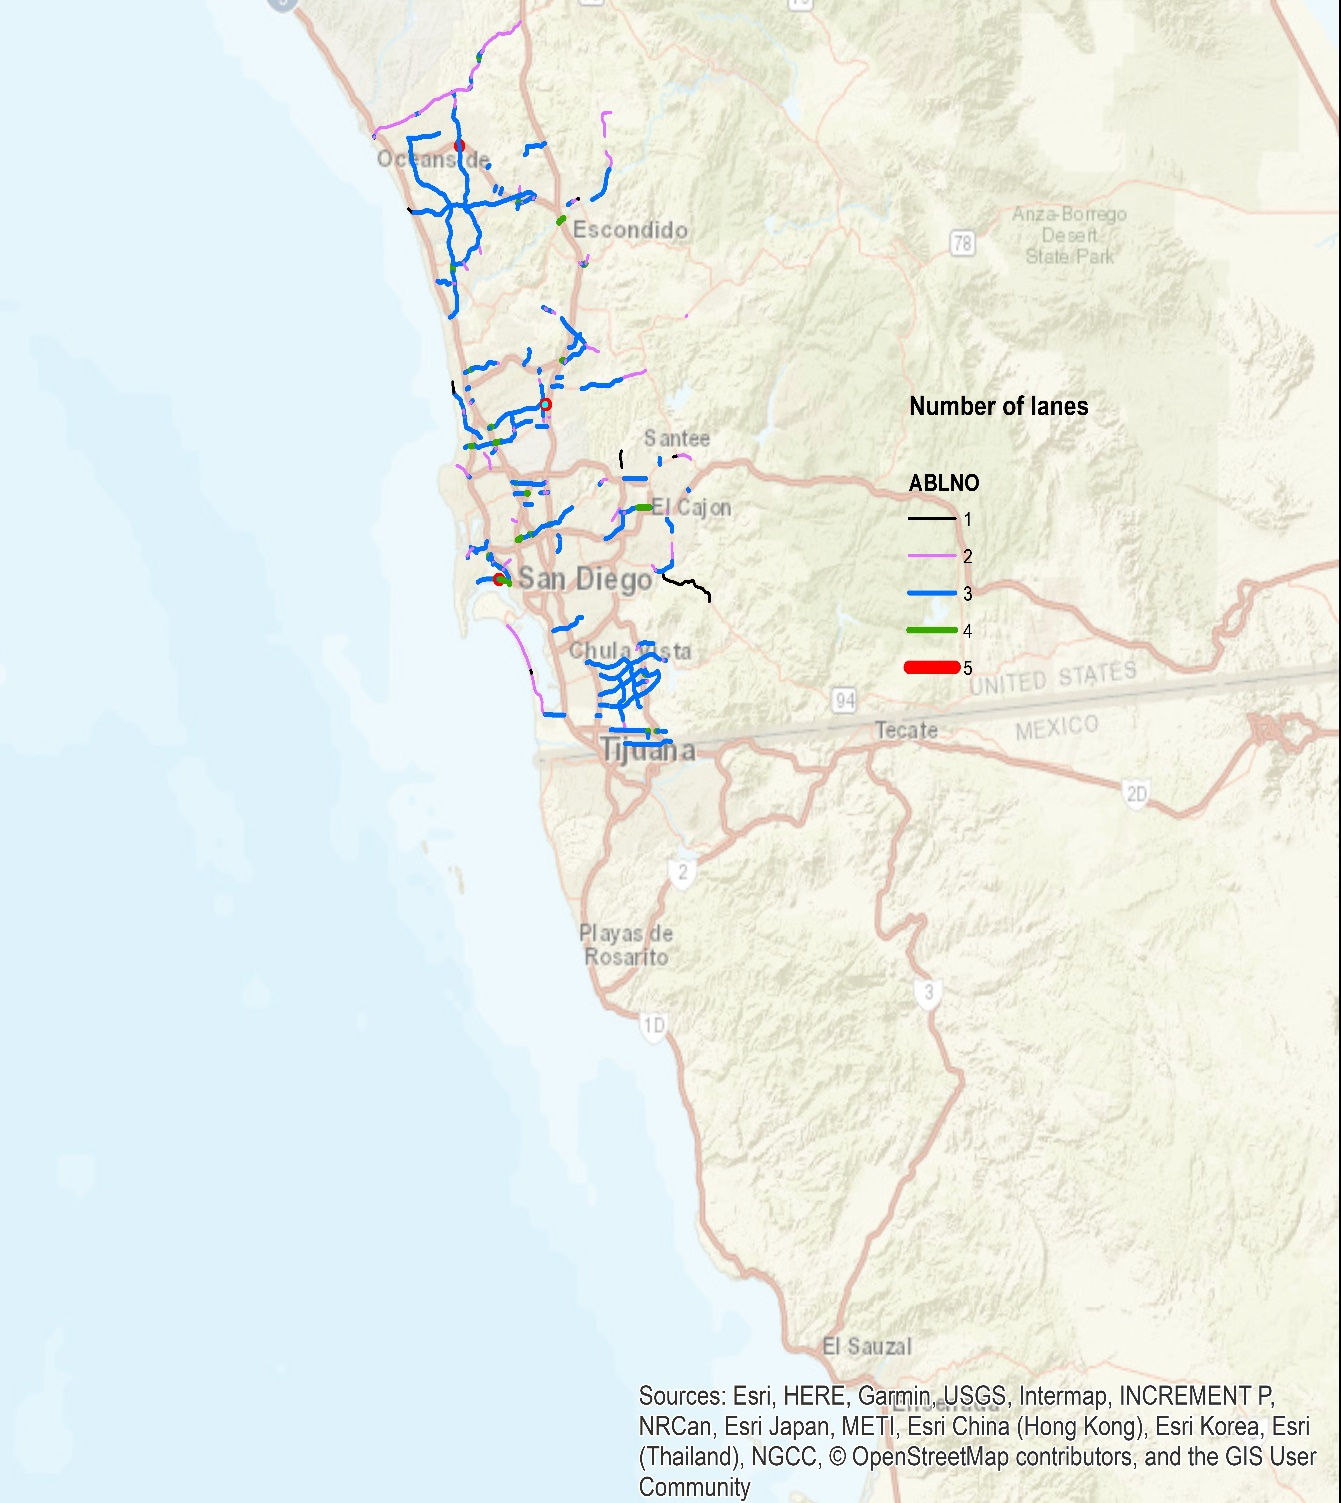 Oceanside
Escondido
Anza-Borrego
Desert
State Park
78
Number of lanes
Santee
ABLNO
El Cajon
1
2
3
4
5
San Diego
Chula Vista
UNITED STATES
94
MEXICO
Tecate
Tijuana
2D
2
Playas de
Rosarito
3
1D
El Sauzal
Ensenada
Sources: Esri, HERE, Garmin, USGS, Intermap, INCREMENT P,
NRCan, Esri Japan, METI, Esri China (Hong Kong), Esri Korea, Esri
(Thailand), NGCC, © OpenStreetMap contributors, and the GIS User
Community